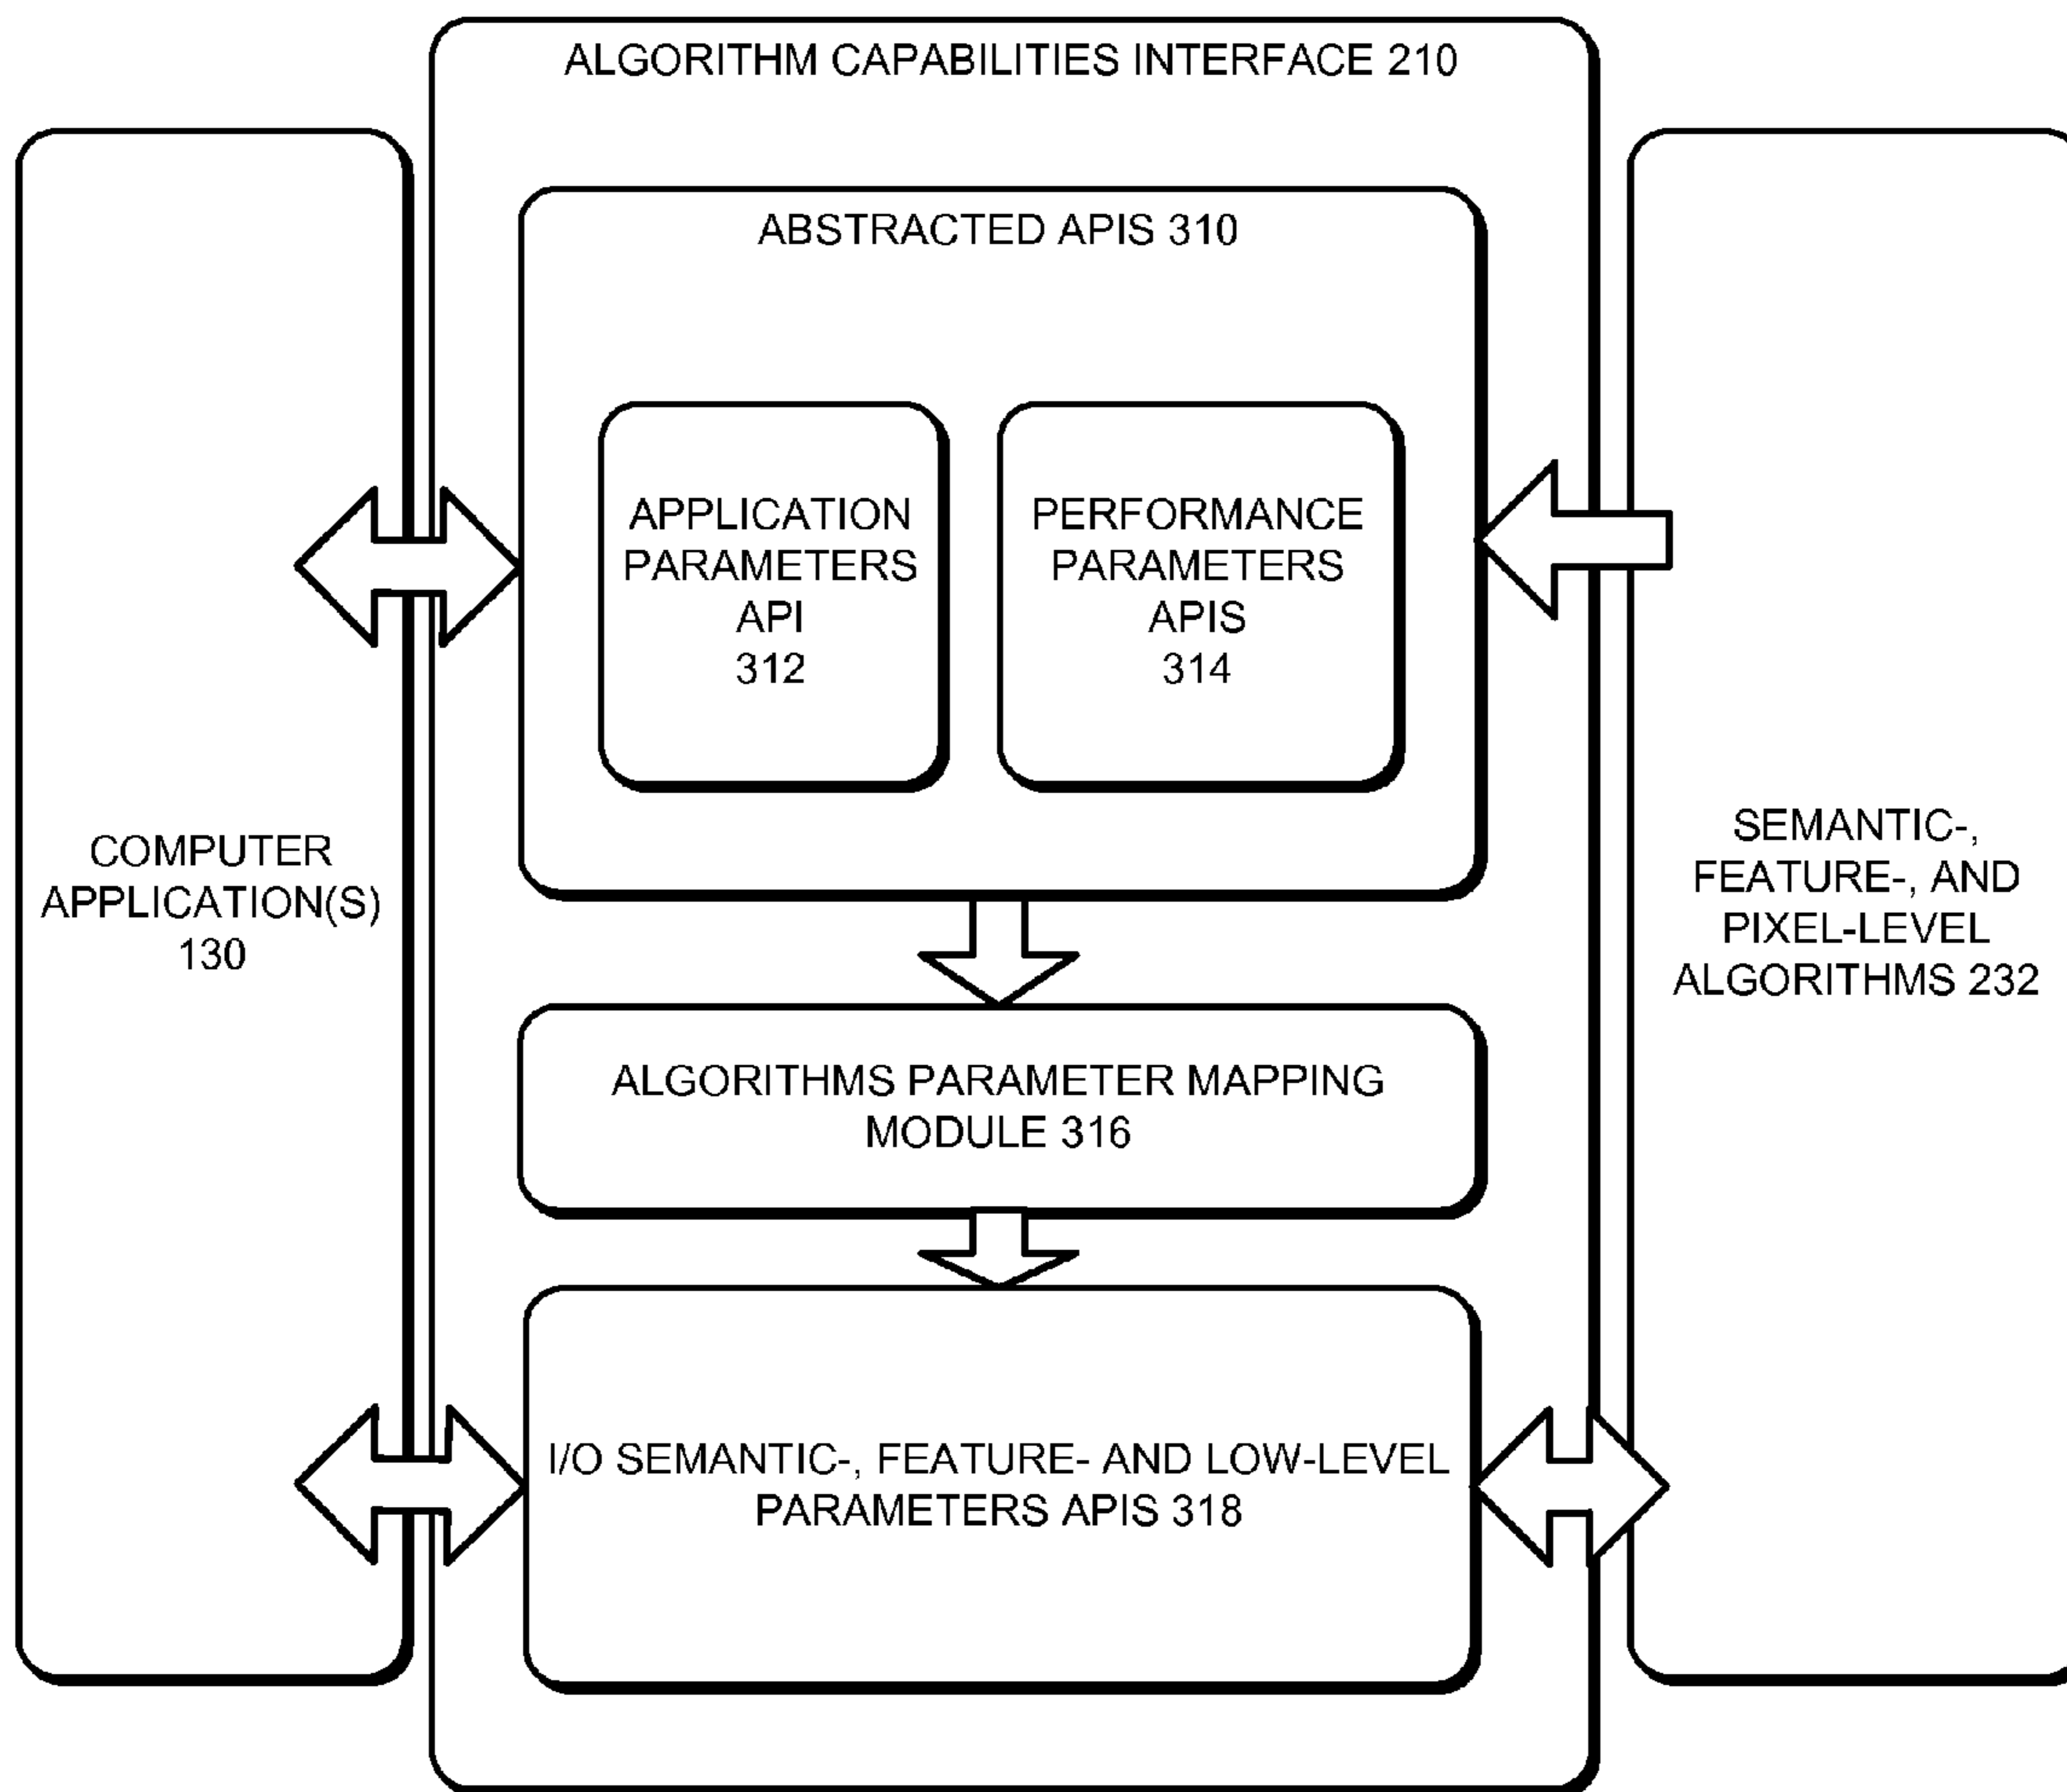 ALGORITHM CAPABILITIES INTERFACE 210
ABSTRACTED APIS 310
APPLICATION
PARAMETERS
API
312
PERFORMANCE
PARAMETERS
APIS
314
COMPUTER
APPLICATION(S)
130
SEMANTIC-,
FEATURE-, AND
PIXEL-LEVEL
ALGORITHMS 232
ALGORITHMS PARAMETER MAPPING
MODULE 316
I/O SEMANTIC-, FEATURE- AND LOW-LEVEL
PARAMETERS APIS 318